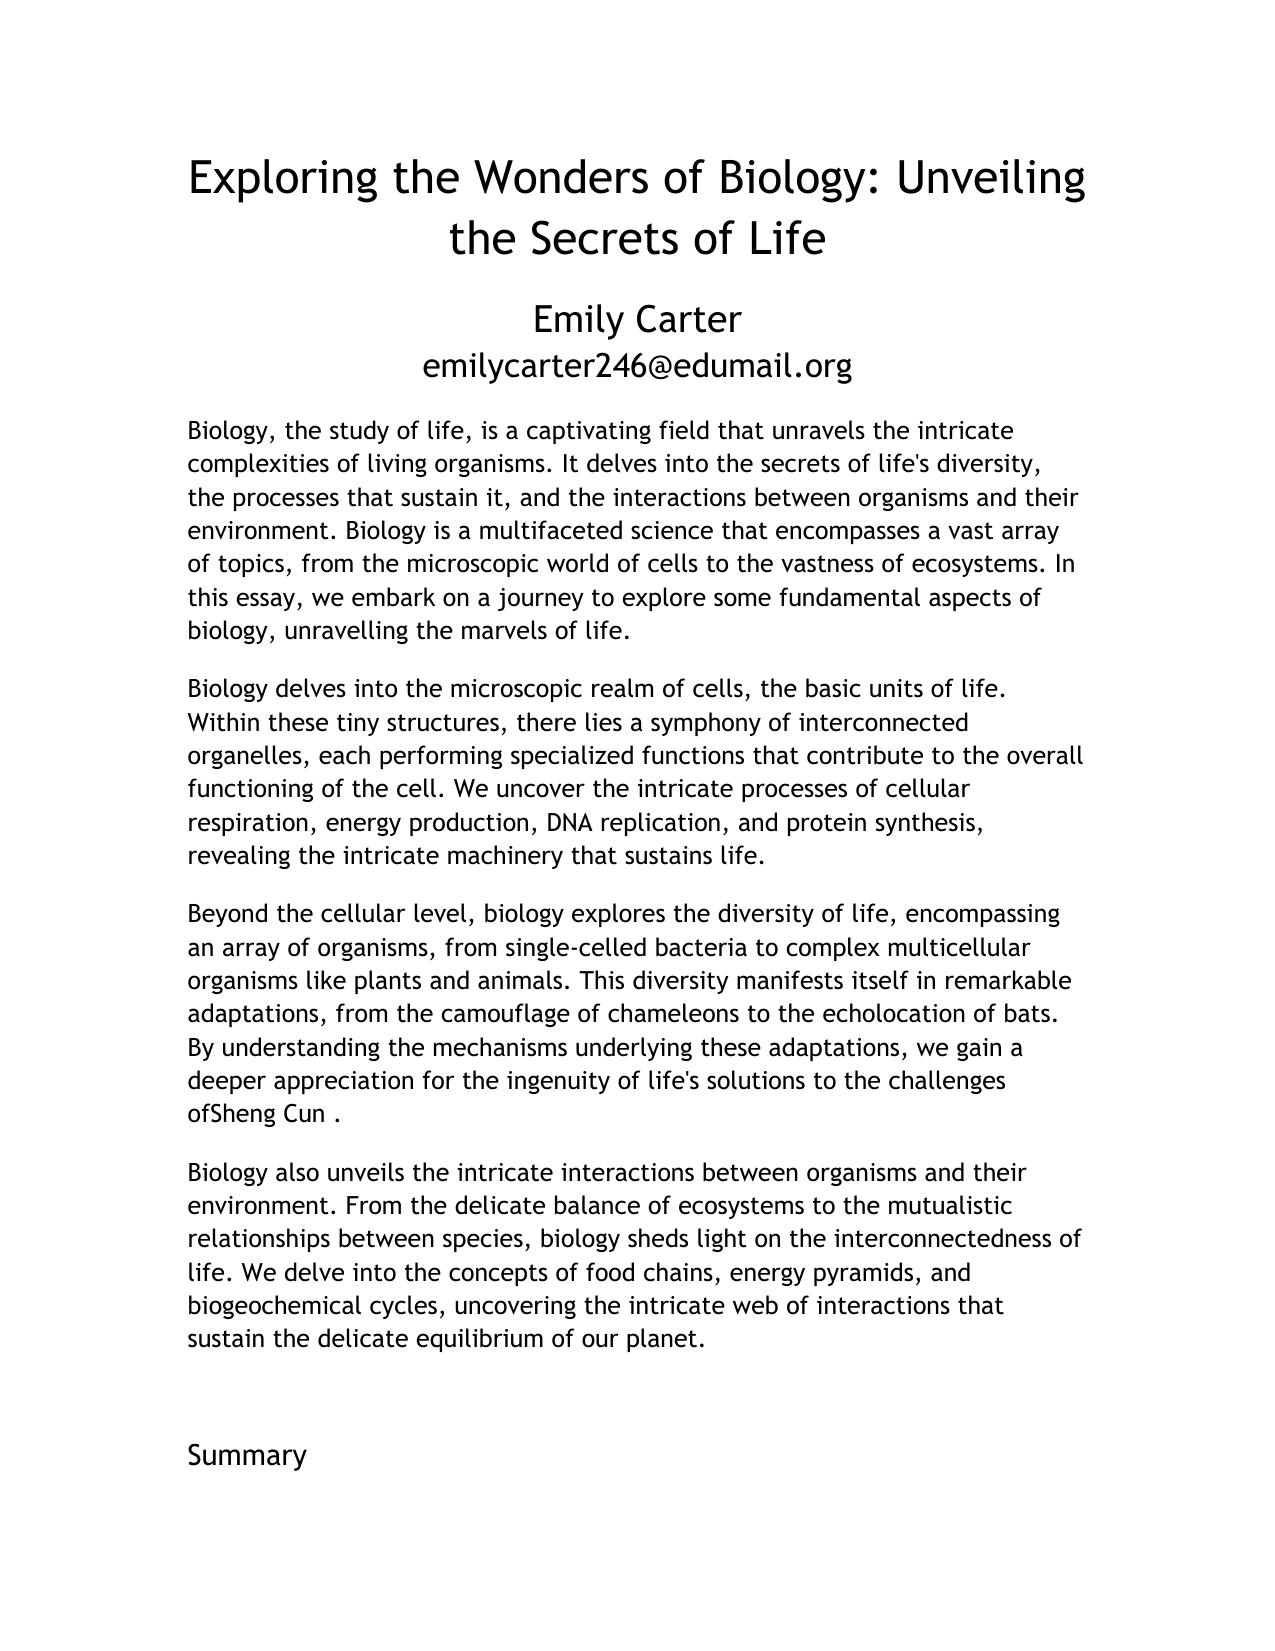 Exploring the Wonders of Biology: Unveiling
the Secrets of Life
Emily Carter
emilycarter246@edumail.org
Biology, the study of life, is a captivating field that unravels the intricate
complexities of living organisms. It delves into the secrets of life's diversity,
the processes that sustain it, and the interactions between organisms and their
environment. Biology is a multifaceted science that encompasses a vast array
of topics, from the microscopic world of cells to the vastness of ecosystems. In
this essay, we embark on a journey to explore some fundamental aspects of
biology, unravelling the marvels of life.
Biology delves into the microscopic realm of cells, the basic units of life.
Within these tiny structures, there lies a symphony of interconnected
organelles, each performing specialized functions that contribute to the overall
functioning of the cell. We uncover the intricate processes of cellular
respiration, energy production, DNA replication, and protein synthesis,
revealing the intricate machinery that sustains life.
Beyond the cellular level, biology explores the diversity of life, encompassing
an array of organisms, from single-celled bacteria to complex multicellular
organisms like plants and animals. This diversity manifests itself in remarkable
adaptations, from the camouflage of chameleons to the echolocation of bats.
By understanding the mechanisms underlying these adaptations, we gain a
deeper appreciation for the ingenuity of life's solutions to the challenges
ofSheng Cun .
Biology also unveils the intricate interactions between organisms and their
environment. From the delicate balance of ecosystems to the mutualistic
relationships between species, biology sheds light on the interconnectedness of
life. We delve into the concepts of food chains, energy pyramids, and
biogeochemical cycles, uncovering the intricate web of interactions that
sustain the delicate equilibrium of our planet.
Summary